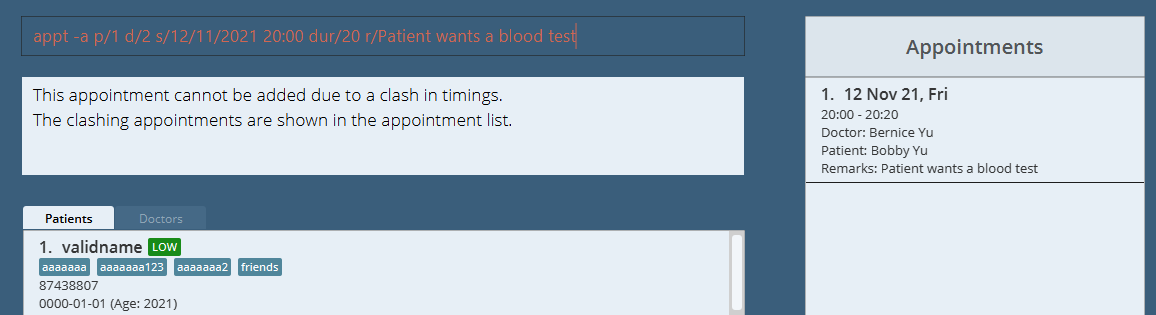 appt -a p/1 d/2 s/12/11/2021 20:00 dur/20 r/Patient wants a blood test
This appointment cannot be added due to a clash in timings.
The clashing appointments are shown in the appointment list.
Patients Doctors
1. validname LOW
aaaaaaa aaaaaaa123 aaaaaaa2 friends
87438807
0000-01-01 (Age: 2021)
Appointments
1. 12 Nov 21, Fri
20:00 - 20:20
Doctor: Bernice Yu
Patient: Bobby Yu
Remarks: Patient wants a blood test